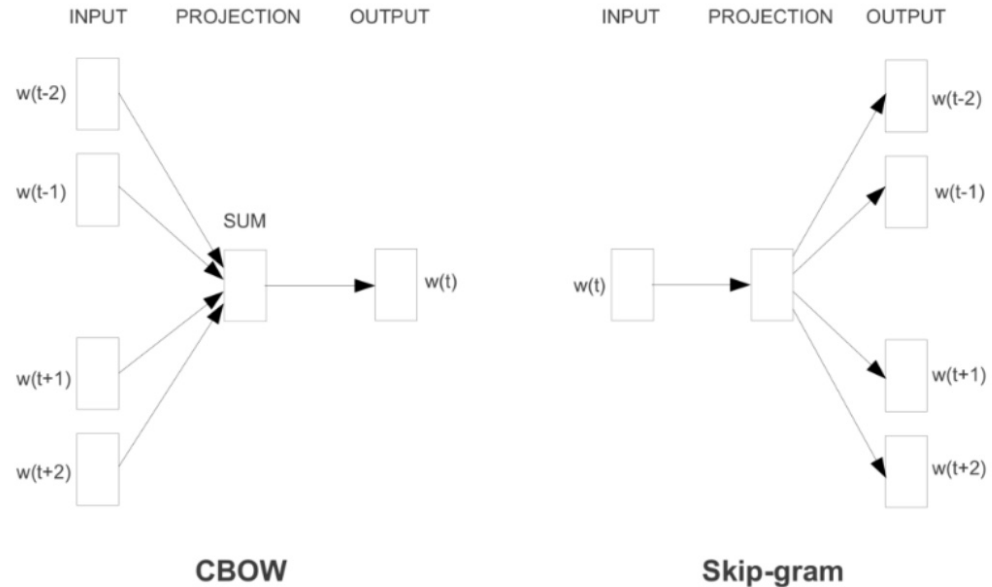 INPUT PROJECTION OUTPUT
w(t-2)
w(t-1)
SUM
w(t)
w(t+1)
w(t+2)
CBOW
INPUT PROJECTION OUTPUT
w(t-2)
w(t-1)
w(t)
w(t+1)
w(t+2)
Skip-gram